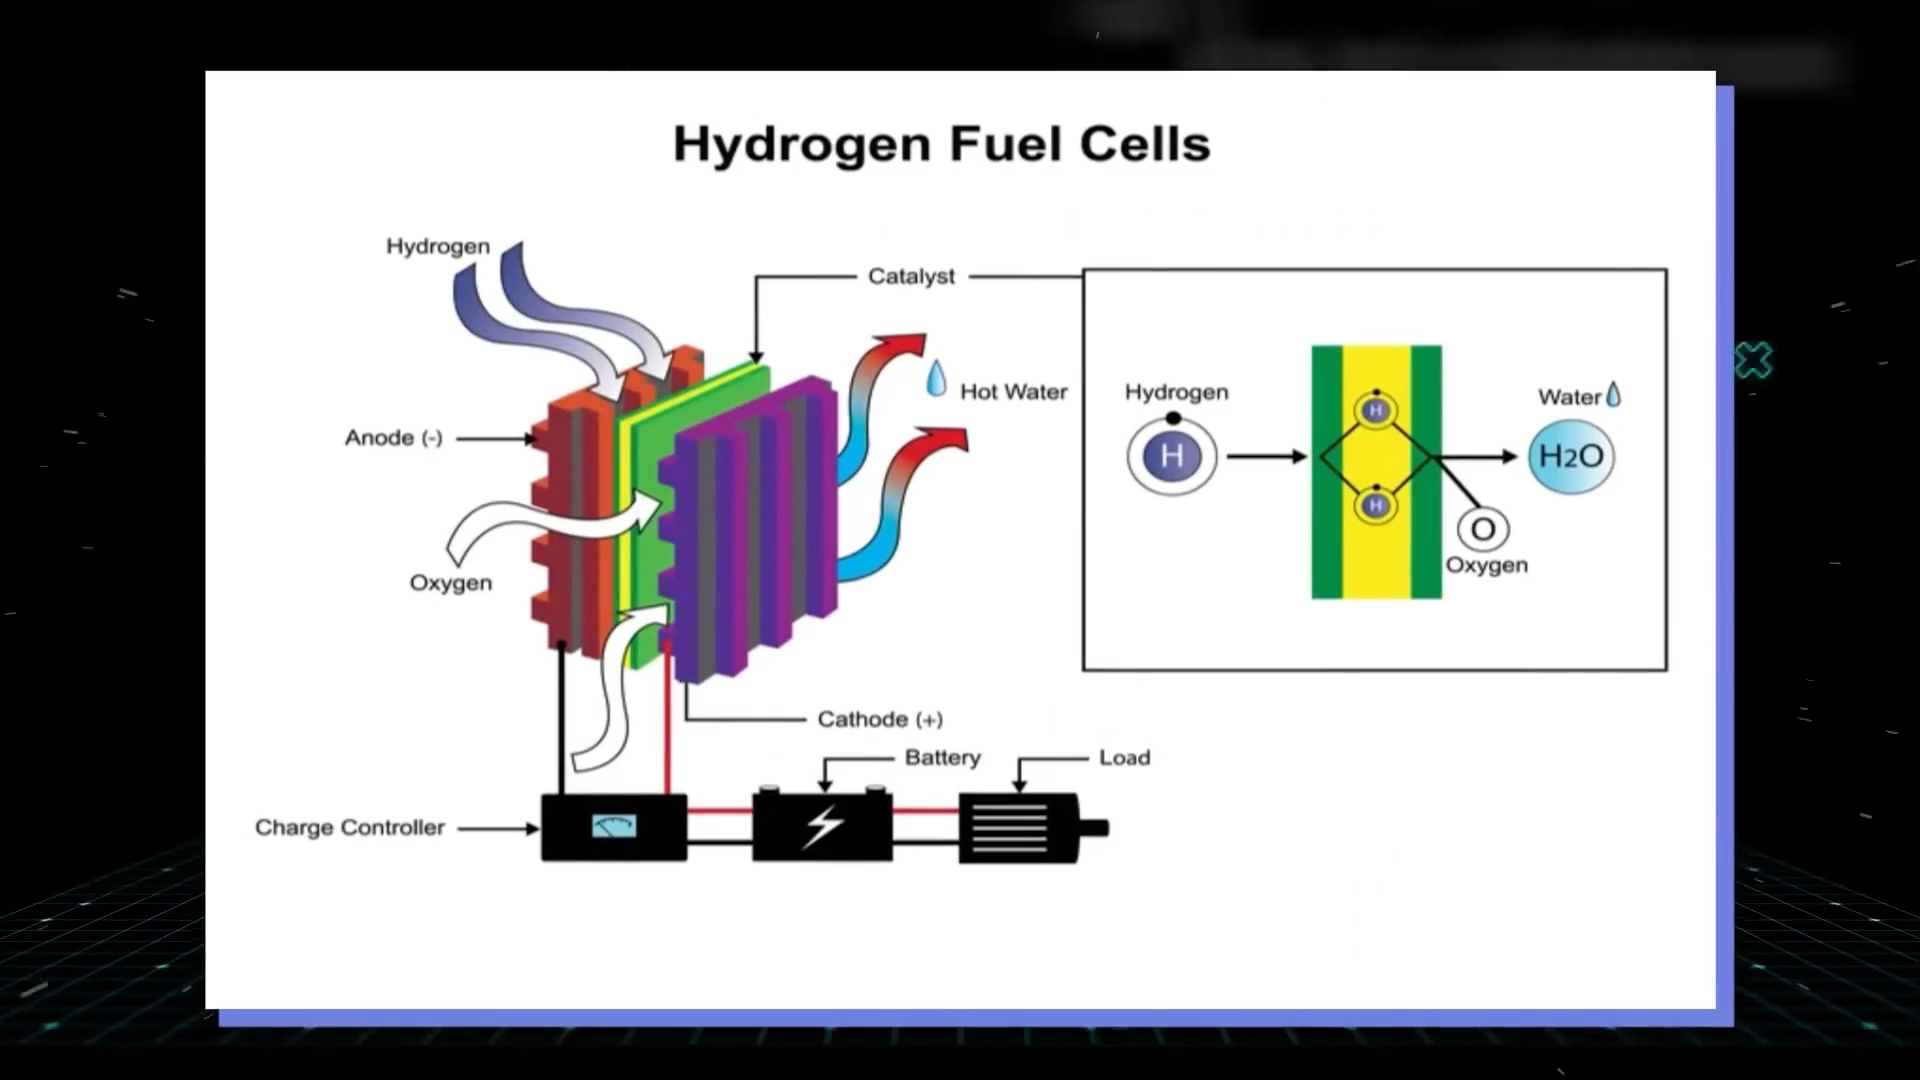 Hydrogen Fuel Cells
Hydrogen
Catalyst
Hot Water
Anode (-)
Oxygen
Cathode (+)
Battery
Load
Charge Controller
Hydrogen
H
H
H
Water
H2O
O
Oxygen